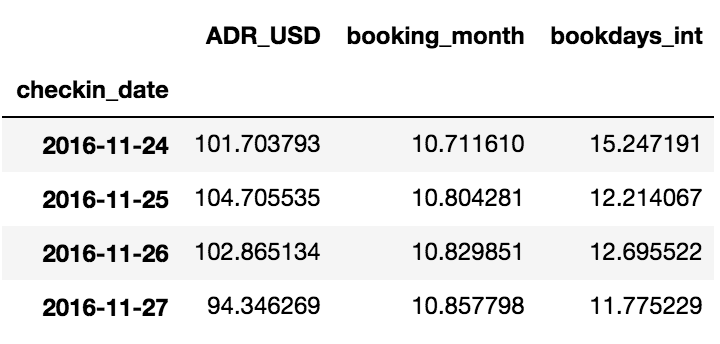 ADR_USD booking_month bookdays_int
checkin_date
2016-11-24 101.703793 10.711610 15.247191
2016-11-25 104.705535 10.804281 12.214067
2016-11-26 102.865134 10.829851 12.695522
2016-11-27 94.346269 10.857798 11.775229